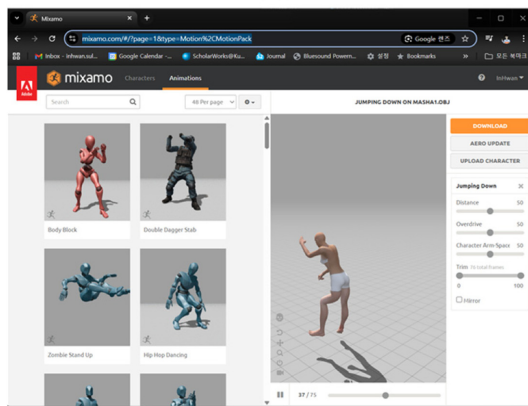 Mixamo
mixamo.com/#/?page=1&type=Motion%2CMotionPack
Google 렌즈
Inbox - Inhwan.sul...
Google Calendar -...
ScholarWorks@Ku...
Journal
Bluesound Powern...
설정
Bookmarks
모든 북마크
Adobe
mixamo
Characters
Animations
InHwan
Search
48 Per page
JUMPING DOWN ON MASHA1.OBJ
DOWNLOAD
AERO UPDATE
UPLOAD CHARACTER
Body Block
Double Dagger Stab
Jumping Down
Distance 50
Overdrive 50
Character Arm-Space 50
Trim
0 100
Mirror
Zombie Stand Up
Hip Hop Dancing
37 / 75